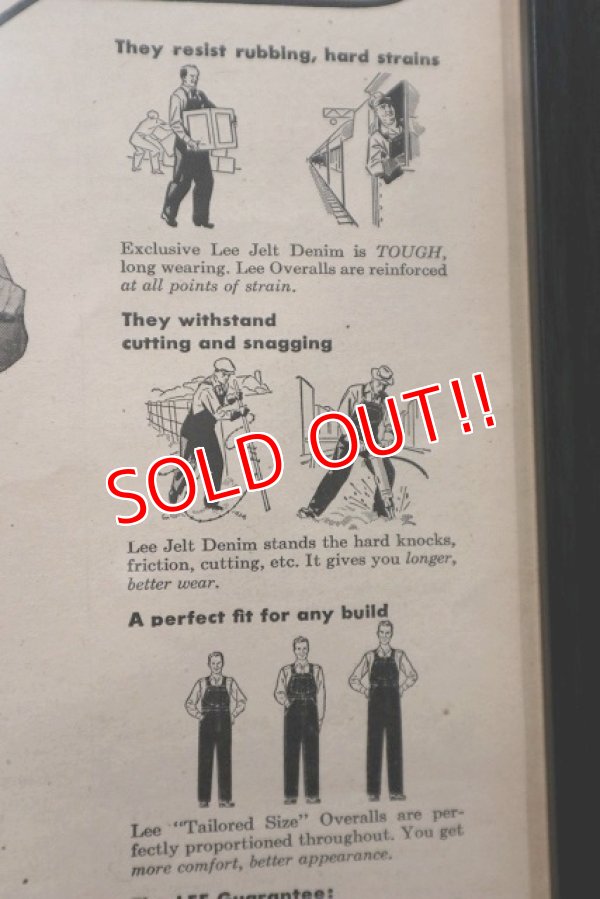 They resist rubbing, hard strains
Exclusive Lee Jelt Denim is TOUGH,
long wearing. Lee Overalls are reinforced
at all points of strain.
They withstand
cutting and snagging
SOLD OUT!!
Lee Jelt Denim stands the hard knocks,
friction, cutting, etc. It gives you longer,
better wear.
A perfect fit for any build
Lee "Tailored Size" Overalls are per-
fectly proportioned throughout. You get
more comfort, better appearance.
The LEE Guarantee: